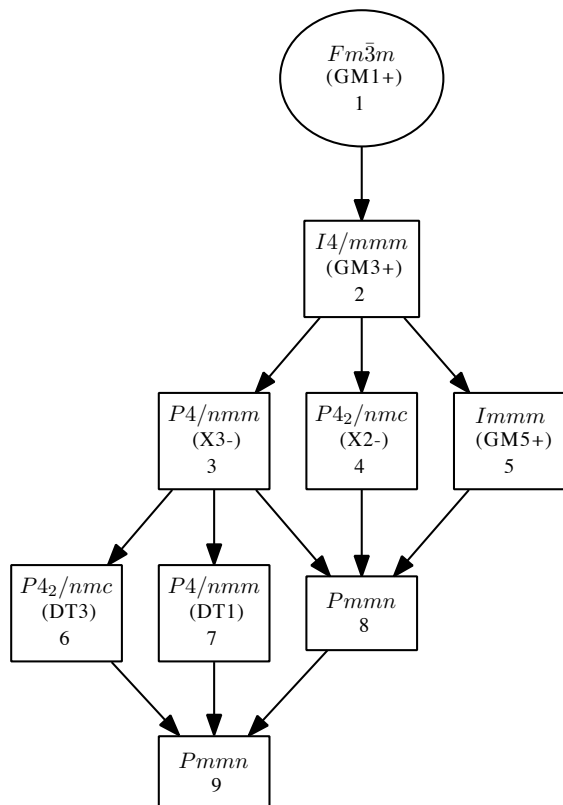 Fm3̄m
(GM1+)
1
I4/mmm
(GM3+)
2
P4/nmm
(X3-)
3
P4₂/nmc
(X2-)
4
Immm
(GM5+)
5
P4₂/nmc
(DT3)
6
P4/nmm
(DT1)
7
Pmmn
8
Pmmn
9